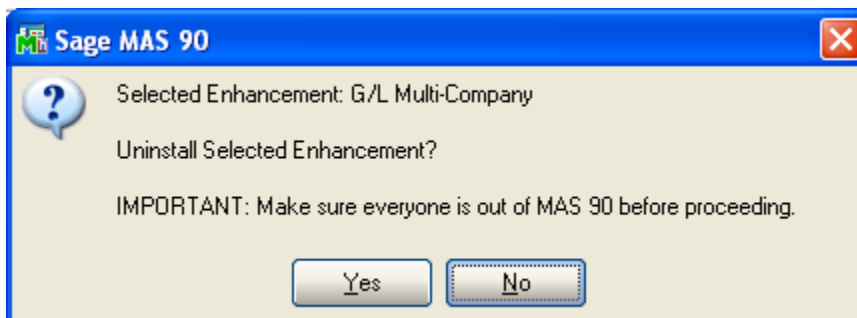 Sage MAS 90
Selected Enhancement: G/L Multi-Company
Uninstall Selected Enhancement?
IMPORTANT: Make sure everyone is out of MAS 90 before proceeding.
Yes No